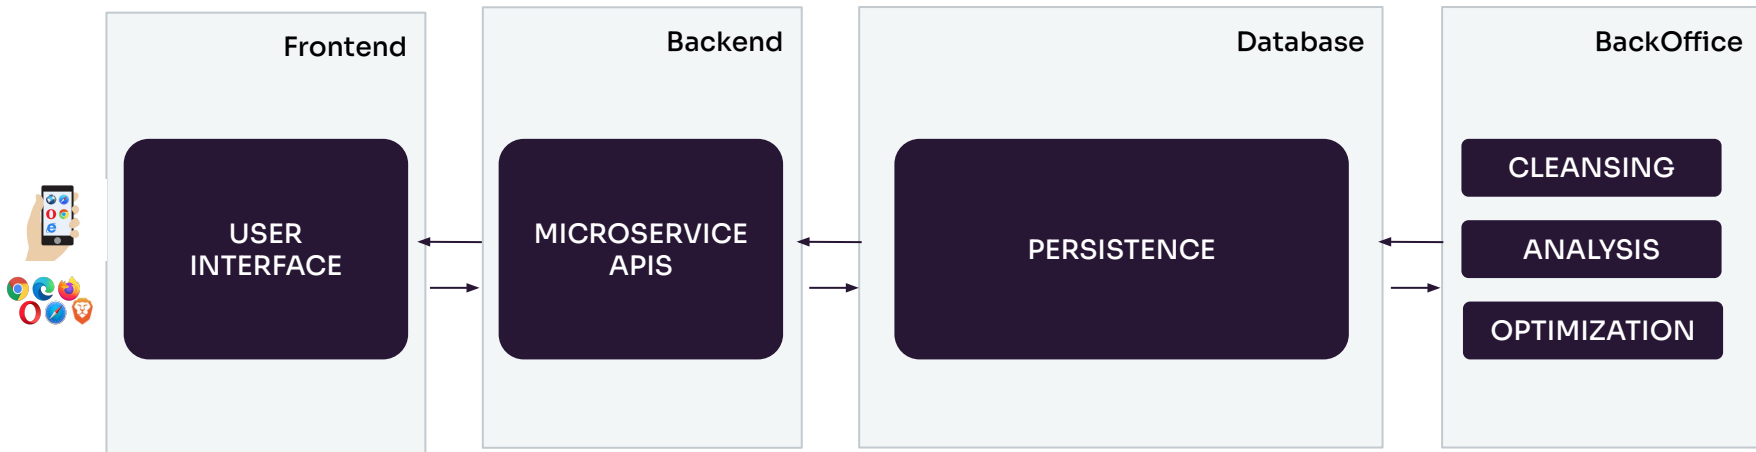 Frontend
Backend
Database
BackOffice
USER
INTERFACE
MICROSERVICE
APIS
PERSISTENCE
CLEANSING
ANALYSIS
OPTIMIZATION